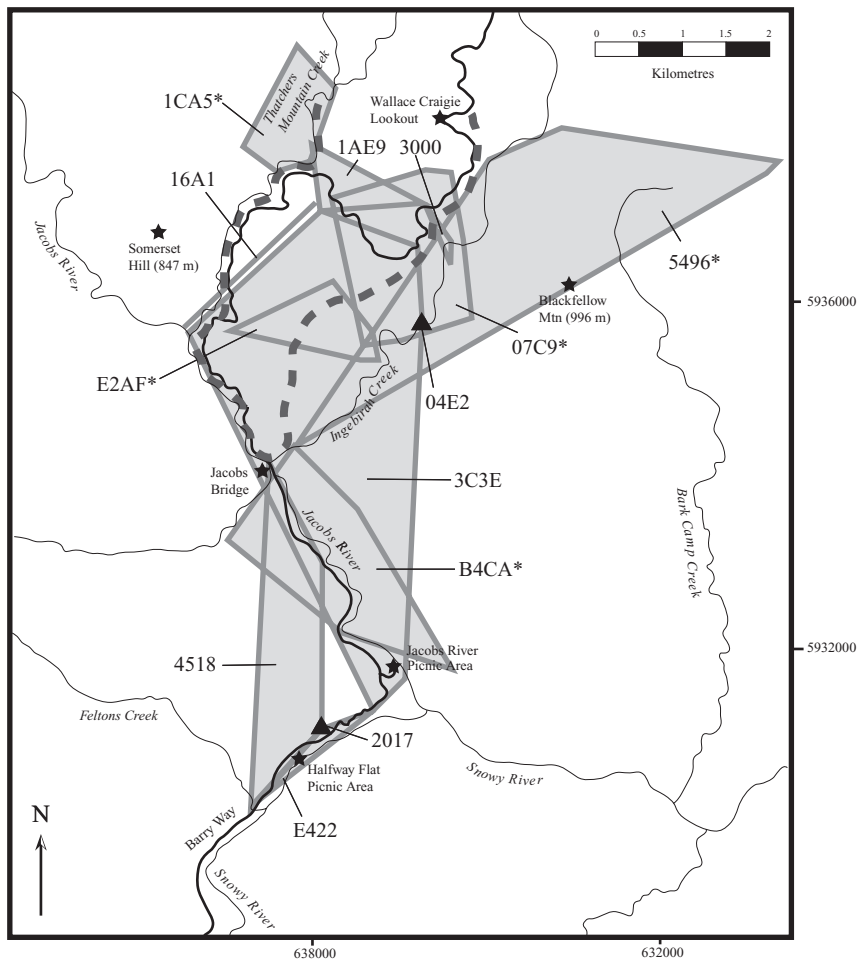 0 0.5 1 1.5 2
Kilometres
Thatchers
Mountain Creek
1CA5*
Wallace Craigie
Lookout
1AE9
3000
16A1
Jacobs River
Somerset
Hill (847 m)
5496*
Blackfellow
Mtn (996 m)
5936000
07C9*
E2AF*
04E2
Ingebirah Creek
Jacobs
Bridge
3C3E
Jacobs River
Bark Camp Creek
B4CA*
Jacobs River
Picnic Area
5932000
4518
Feltons Creek
2017
Halfway Flat
Picnic Area
Snowy River
E422
N
Barry Way
Snowy River
638000
632000